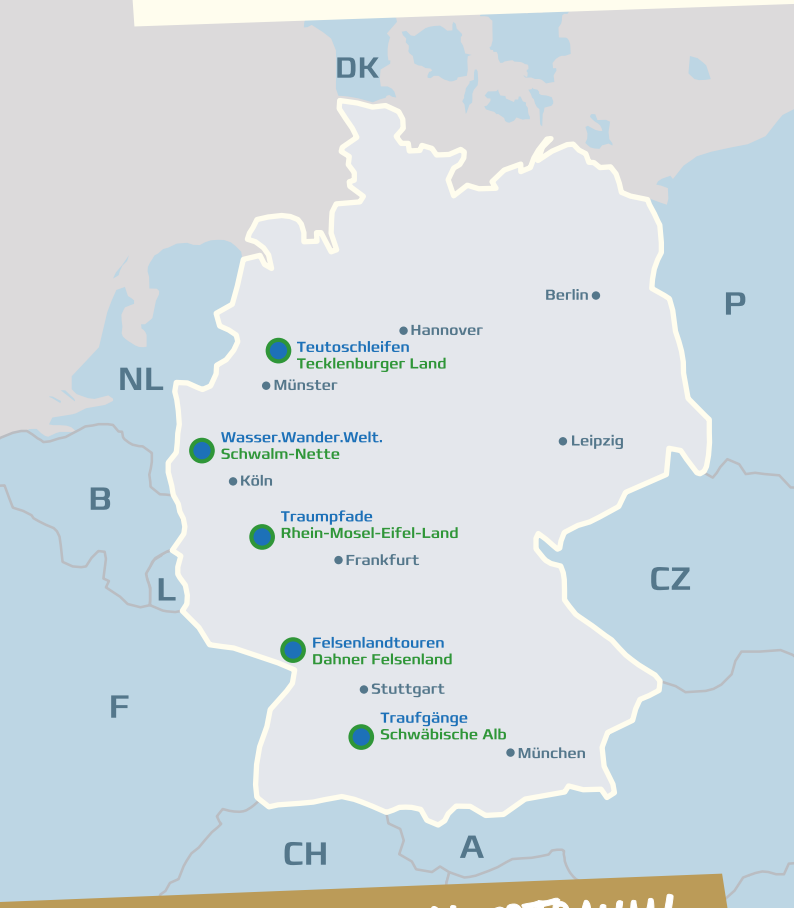 DK
Berlin
P
Hannover
Teutoschleifen
Tecklenburger Land
NL
Münster
Wasser.Wander.Welt.
Schwalm-Nette
Leipzig
Köln
B
Traumpfade
Rhein-Mosel-Eifel-Land
Frankfurt
CZ
L
Felsenlandtouren
Dahner Felsenland
Stuttgart
F
Traufgänge
Schwäbische Alb
München
CH
A